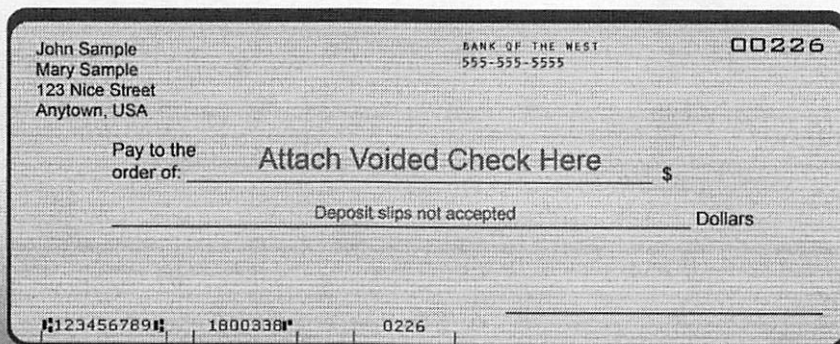 John Sample
Mary Sample
123 Nice Street
Anytown, USA
BANK OF THE WEST
555-555-5555
00226
Pay to the
order of: Attach Voided Check Here $
Deposit slips not accepted Dollars
⑆123456789⑆ 1800338⑈ 0226